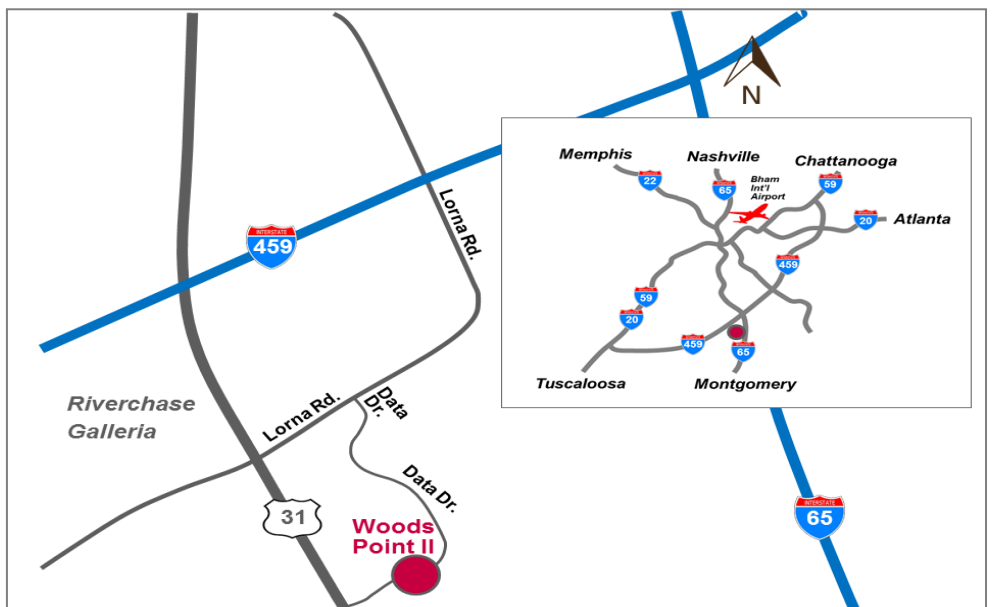 N
Memphis
Nashville
Chattanooga
Bham
Int'l
Airport
22
65
59
Atlanta
20
Lorna Rd.
INTERSTATE
459
459
59
20
459
65
Tuscaloosa
Montgomery
Riverchase
Galleria
Lorna Rd.
Data
Dr.
Data Dr.
31
Woods
Point II
INTERSTATE
65